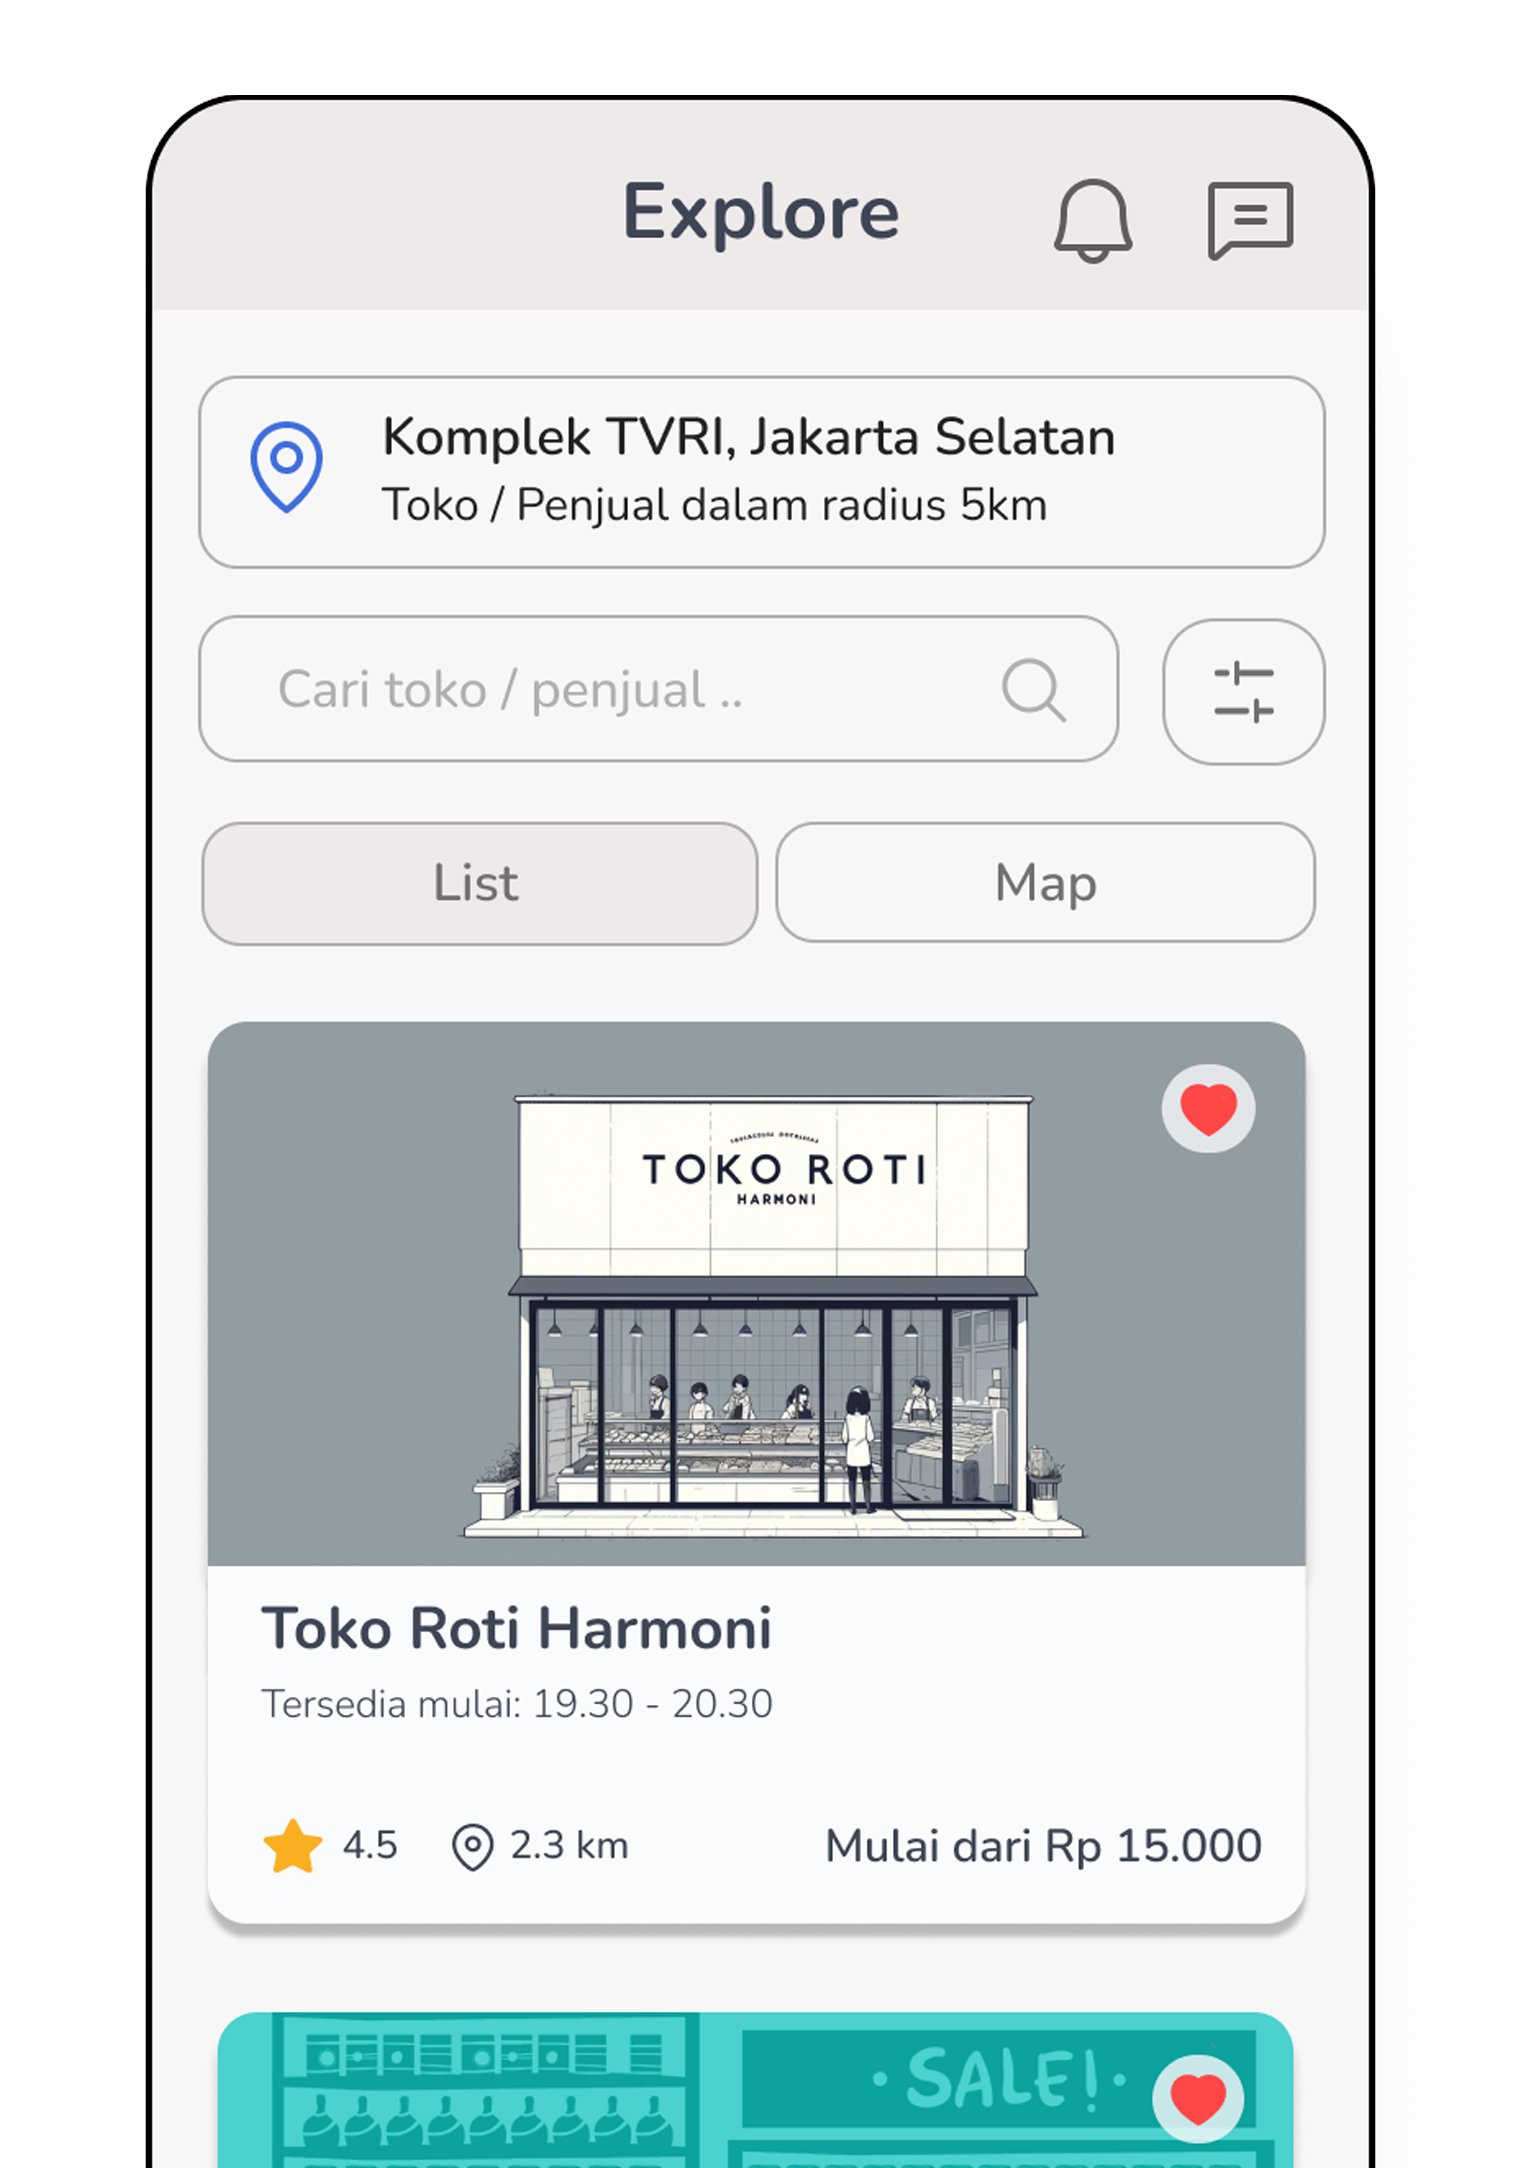 Explore
Komplek TVRI, Jakarta Selatan
Toko / Penjual dalam radius 5km
Cari toko / penjual ..
List
Map
TOKO ROTI
HARMONI
Toko Roti Harmoni
Tersedia mulai: 19.30 - 20.30
4.5
2.3 km
Mulai dari Rp 15.000
• SALE! •